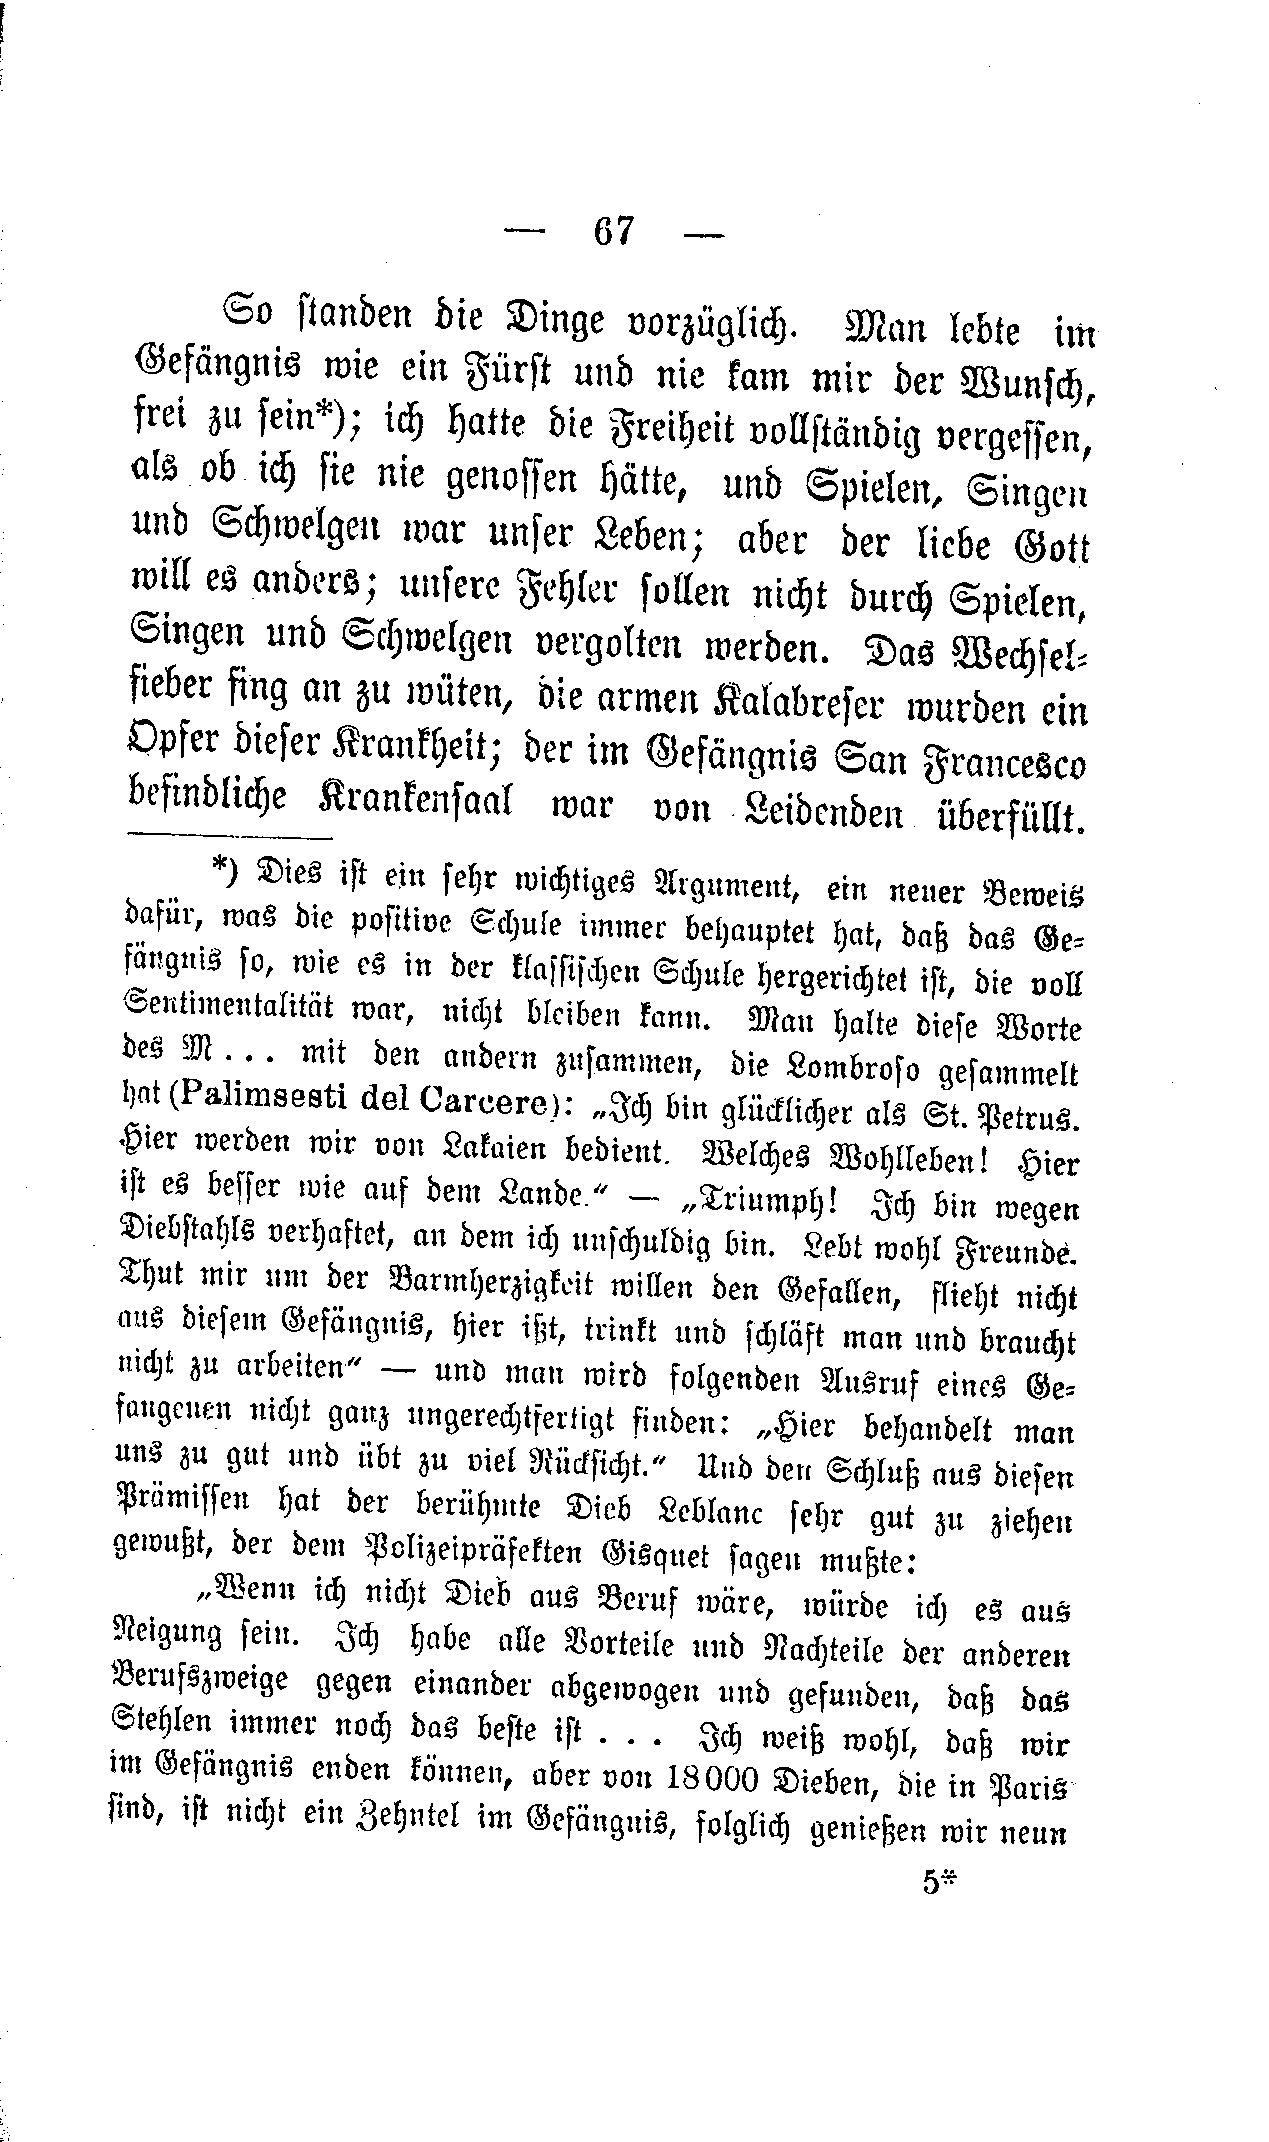 — 67 —
So standen die Dinge vorzüglich. Man lebte im
Gefängnis wie ein Fürst und nie kam mir der Wunsch,
frei zu sein*); ich hatte die Freiheit vollständig vergessen,
als ob ich sie nie genossen hätte, und Spielen, Singen
und Schwelgen war unser Leben; aber der liebe Gott
will es anders; unsere Fehler sollen nicht durch Spielen,
Singen und Schwelgen vergolten werden. Das Wechsel-
fieber fing an zu wüten, die armen Kalabreser wurden ein
Opfer dieser Krankheit; der im Gefängnis San Francesco
befindliche Krankensaal war von Leidenden überfüllt.
*) Dies ist ein sehr wichtiges Argument, ein neuer Beweis
dafür, was die positive Schule immer behauptet hat, daß das Ge-
fängnis so, wie es in der klassischen Schule hergerichtet ist, die voll
Sentimentalität war, nicht bleiben kann. Man halte diese Worte
des M... mit den andern zusammen, die Lombroso gesammelt
hat (Palimsesti del Carcere): „Ich bin glücklicher als St. Petrus.
Hier werden wir von Lakaien bedient. Welches Wohlleben! Hier
ist es besser wie auf dem Lande.“ — „Triumph! Ich bin wegen
Diebstahls verhaftet, an dem ich unschuldig bin. Lebt wohl Freunde.
Thut mir um der Barmherzigkeit willen den Gefallen, flieht nicht
aus diesem Gefängnis, hier ißt, trinkt und schläft man und braucht
nicht zu arbeiten“ — und man wird folgenden Ausruf eines Ge-
fangenen nicht ganz ungerechtfertigt finden: „Hier behandelt man
uns zu gut und übt zu viel Rücksicht.“ Und den Schluß aus diesen
Prämissen hat der berühmte Dieb Leblanc sehr gut zu ziehen
gewußt, der dem Polizeipräfekten Gisquet sagen mußte:
„Wenn ich nicht Dieb aus Beruf wäre, würde ich es aus
Neigung sein. Ich habe alle Vorteile und Nachteile der anderen
Berufszweige gegen einander abgewogen und gefunden, daß das
Stehlen immer noch das beste ist . . . Ich weiß wohl, daß wir
im Gefängnis enden können, aber von 18000 Dieben, die in Paris
sind, ist nicht ein Zehntel im Gefängnis, folglich genießen wir neun
5*